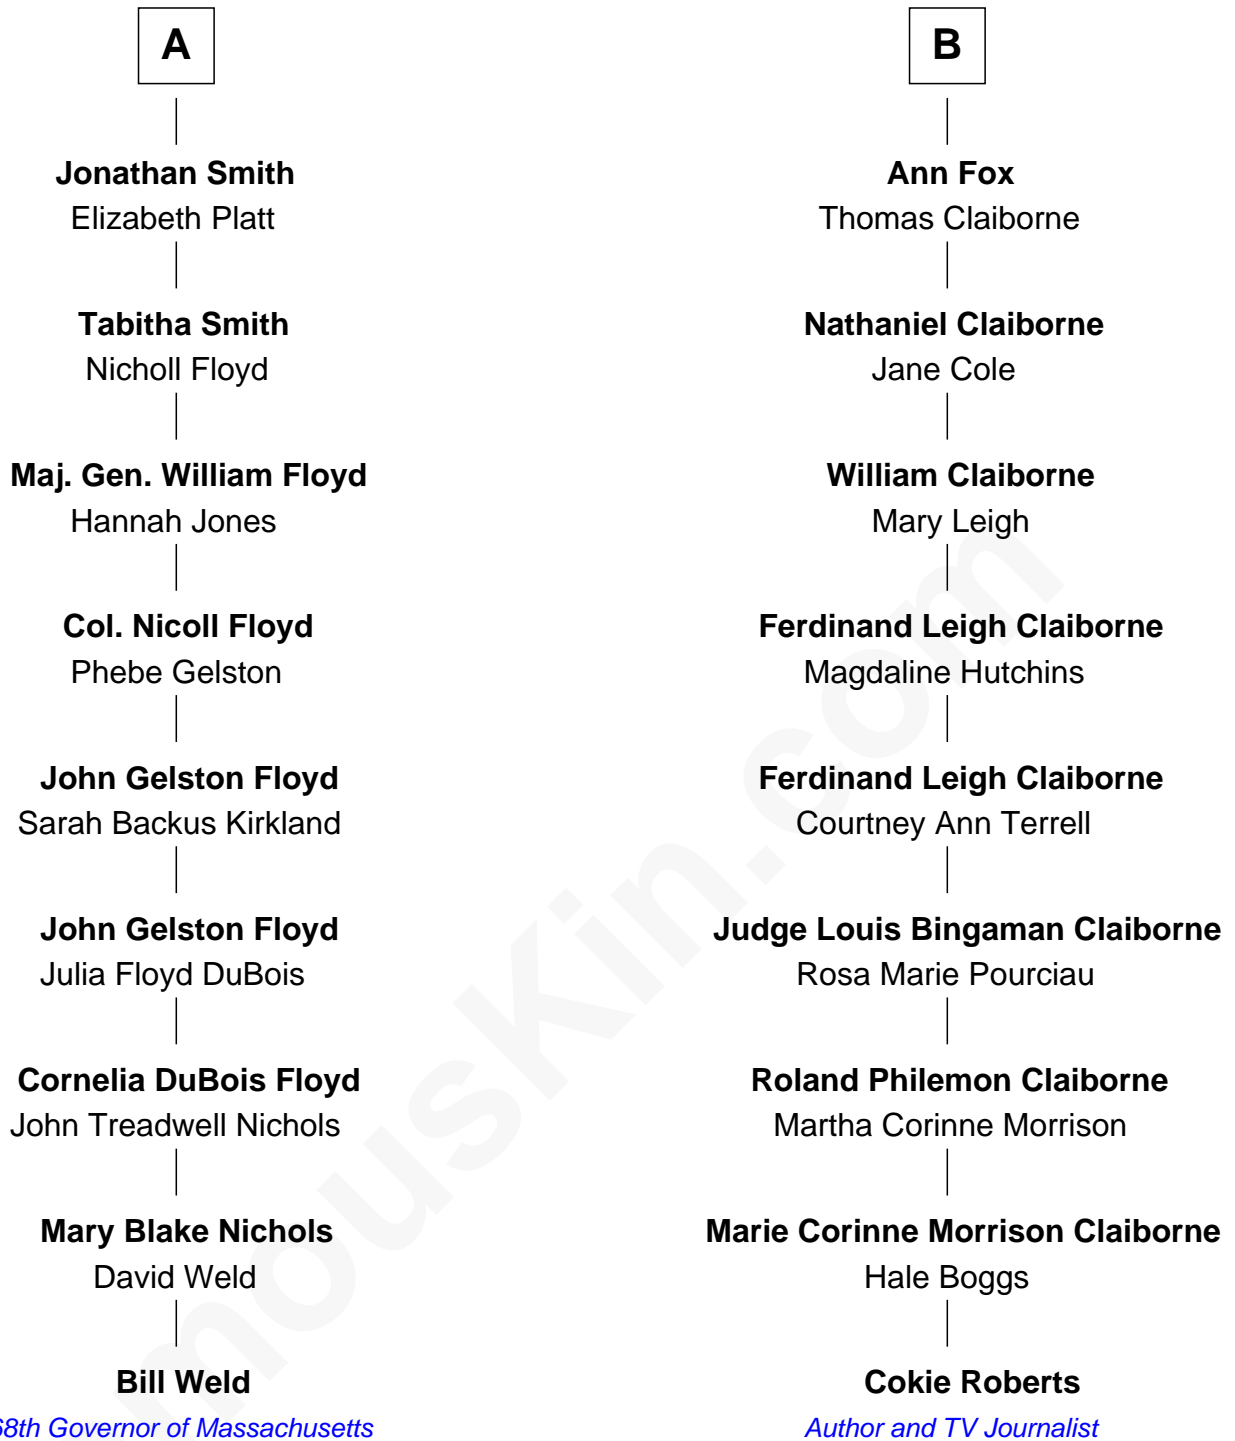 A
Jonathan Smith
Elizabeth Platt
Tabitha Smith
Nicholl Floyd
Maj. Gen. William Floyd
Hannah Jones
Col. Nicoll Floyd
Phebe Gelston
John Gelston Floyd
Sarah Backus Kirkland
John Gelston Floyd
Julia Floyd DuBois
Cornelia DuBois Floyd
John Treadwell Nichols
Mary Blake Nichols
David Weld
Bill Weld
68th Governor of Massachusetts
B
Ann Fox
Thomas Claiborne
Nathaniel Claiborne
Jane Cole
William Claiborne
Mary Leigh
Ferdinand Leigh Claiborne
Magdaline Hutchins
Ferdinand Leigh Claiborne
Courtney Ann Terrell
Judge Louis Bingaman Claiborne
Rosa Marie Pourciau
Roland Philemon Claiborne
Martha Corinne Morrison
Marie Corinne Morrison Claiborne
Hale Boggs
Cokie Roberts
Author and TV Journalist
mousKin.com